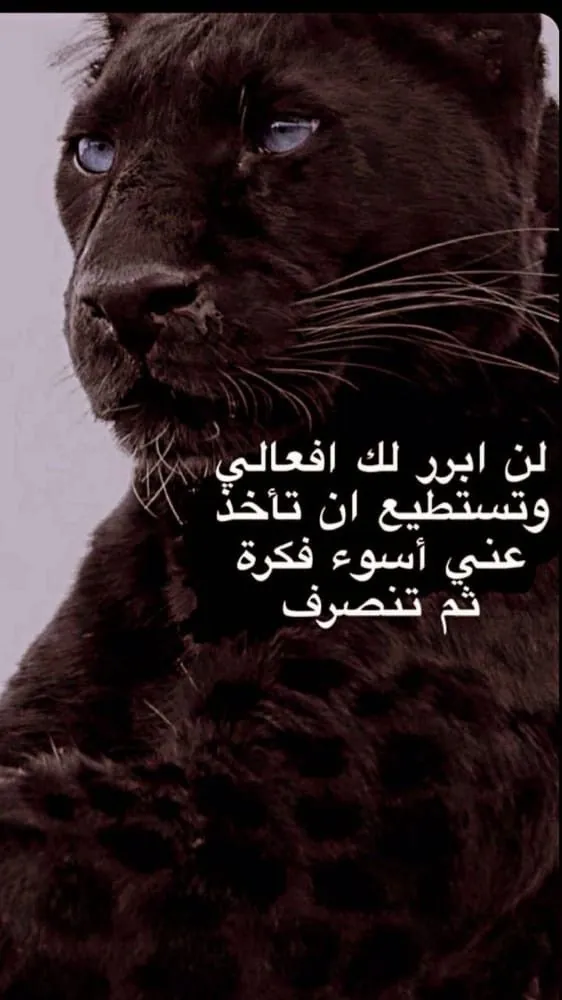 لن ابرر لك افعالي
وتستطيع ان تأخذ
عني أسوء فكرة
ثم تنصرف